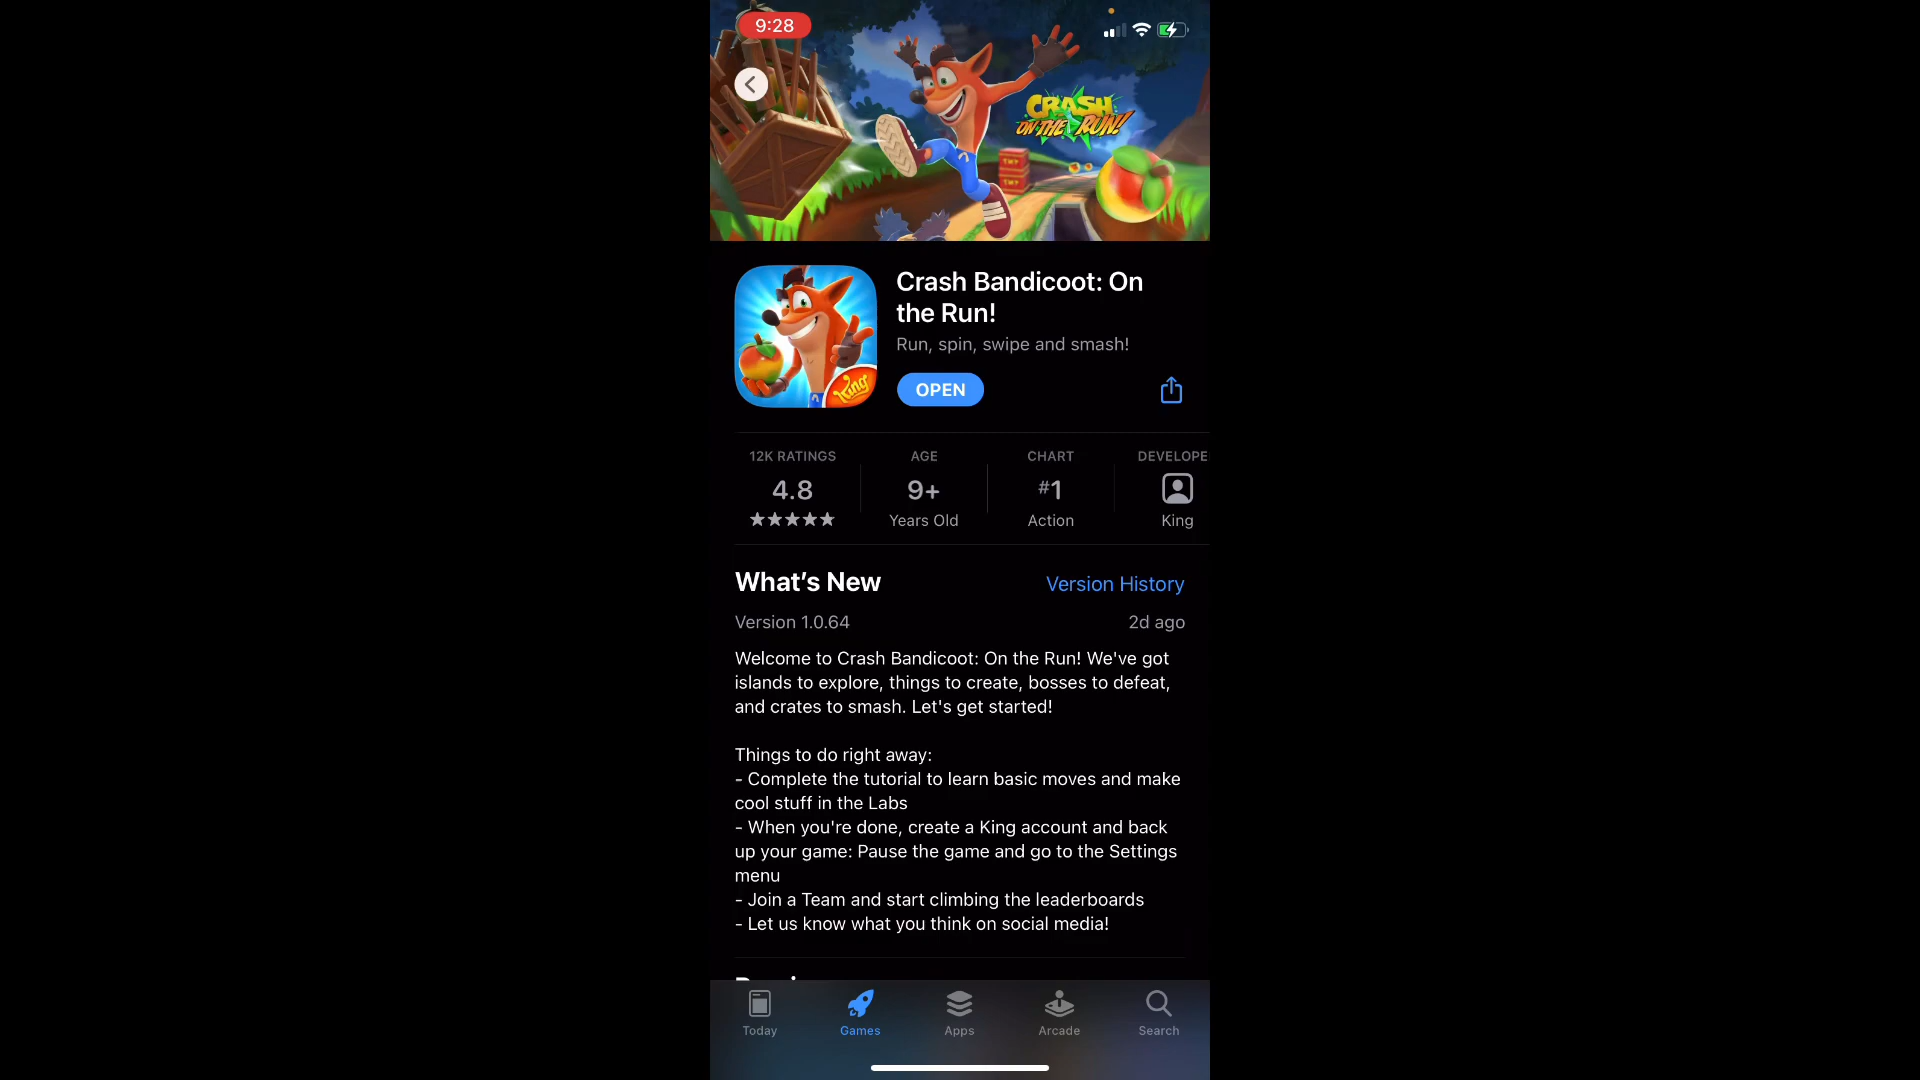 9:28
CRASH
ON THE RUN!
TNT
TNT
King
Crash Bandicoot: On
the Run!
Run, spin, swipe and smash!
OPEN
12K RATINGS
AGE
CHART
DEVELOPE
4.8
9+
#1
Years Old
Action
King
What’s New
Version History
Version 1.0.64
2d ago
Welcome to Crash Bandicoot: On the Run! We've got
islands to explore, things to create, bosses to defeat,
and crates to smash. Let's get started!
Things to do right away:
- Complete the tutorial to learn basic moves and make
cool stuff in the Labs
- When you're done, create a King account and back
up your game: Pause the game and go to the Settings
menu
- Join a Team and start climbing the leaderboards
- Let us know what you think on social media!
Today
Games
Apps
Arcade
Search